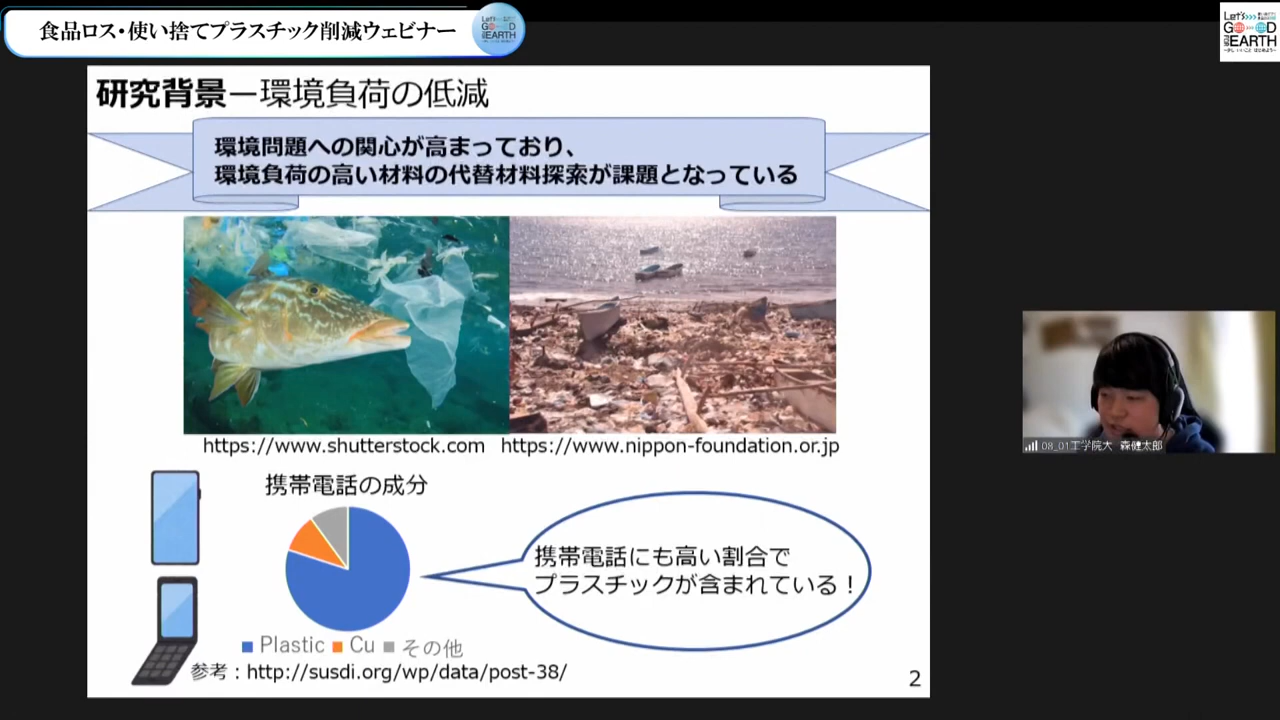 食品ロス・使い捨てプラスチック削減ウェビナー
Let's
GOOD
FOR EARTH
Let's
GOOD
FOR EARTH
研究背景－環境負荷の低減
環境問題への関心が高まっており、
環境負荷の高い材料の代替材料探索が課題となっている
https://www.shutterstock.com
https://www.nippon-foundation.or.jp
携帯電話の成分
携帯電話にも高い割合で
プラスチックが含まれている！
Plastic Cu その他
参考：http://susdi.org/wp/data/post-38/
2
08_01工学院大 森健太郎